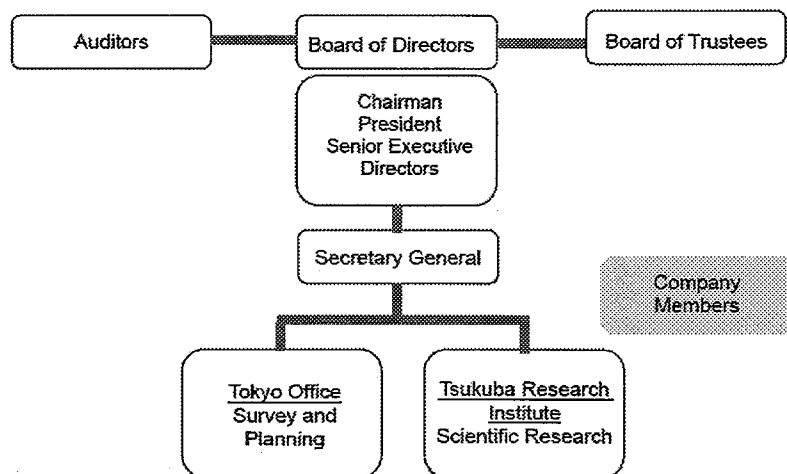 Auditors
Board of Directors
Board of Trustees
Chairman
President
Senior Executive
Directors
Secretary General
Company
Members
Tokyo Office
Survey and
Planning
Tsukuba Research
Institute
Scientific Research